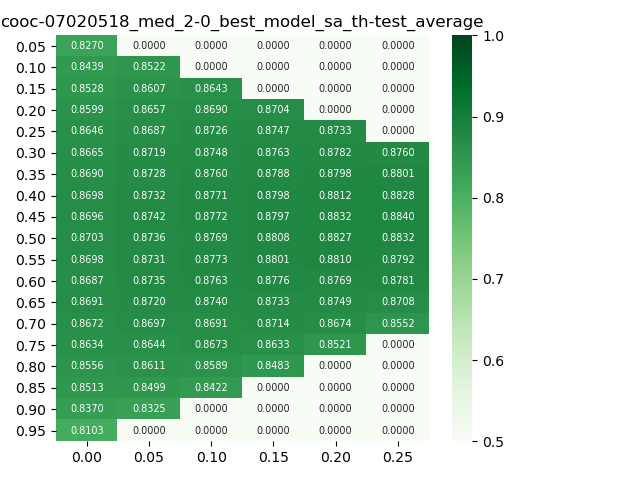 cooc-07020518_med_2-0_best_model_sa_th-test_average
0.05 0.8270 0.0000 0.0000 0.0000 0.0000 0.0000
0.10 0.8439 0.8522 0.0000 0.0000 0.0000 0.0000
0.15 0.8528 0.8607 0.8643 0.0000 0.0000 0.0000
0.20 0.8599 0.8657 0.8690 0.8704 0.0000 0.0000
0.25 0.8646 0.8687 0.8726 0.8747 0.8733 0.0000
0.30 0.8665 0.8719 0.8748 0.8763 0.8782 0.8760
0.35 0.8690 0.8728 0.8760 0.8788 0.8798 0.8801
0.40 0.8698 0.8732 0.8771 0.8798 0.8812 0.8828
0.45 0.8696 0.8742 0.8772 0.8797 0.8832 0.8840
0.50 0.8703 0.8736 0.8769 0.8808 0.8827 0.8832
0.55 0.8698 0.8731 0.8773 0.8801 0.8810 0.8792
0.60 0.8687 0.8735 0.8763 0.8776 0.8769 0.8781
0.65 0.8691 0.8720 0.8740 0.8733 0.8749 0.8708
0.70 0.8672 0.8697 0.8691 0.8714 0.8674 0.8552
0.75 0.8634 0.8644 0.8673 0.8633 0.8521 0.0000
0.80 0.8556 0.8611 0.8589 0.8483 0.0000 0.0000
0.85 0.8513 0.8499 0.8422 0.0000 0.0000 0.0000
0.90 0.8370 0.8325 0.0000 0.0000 0.0000 0.0000
0.95 0.8103 0.0000 0.0000 0.0000 0.0000 0.0000
0.00 0.05 0.10 0.15 0.20 0.25
1.0
0.9
0.8
0.7
0.6
0.5